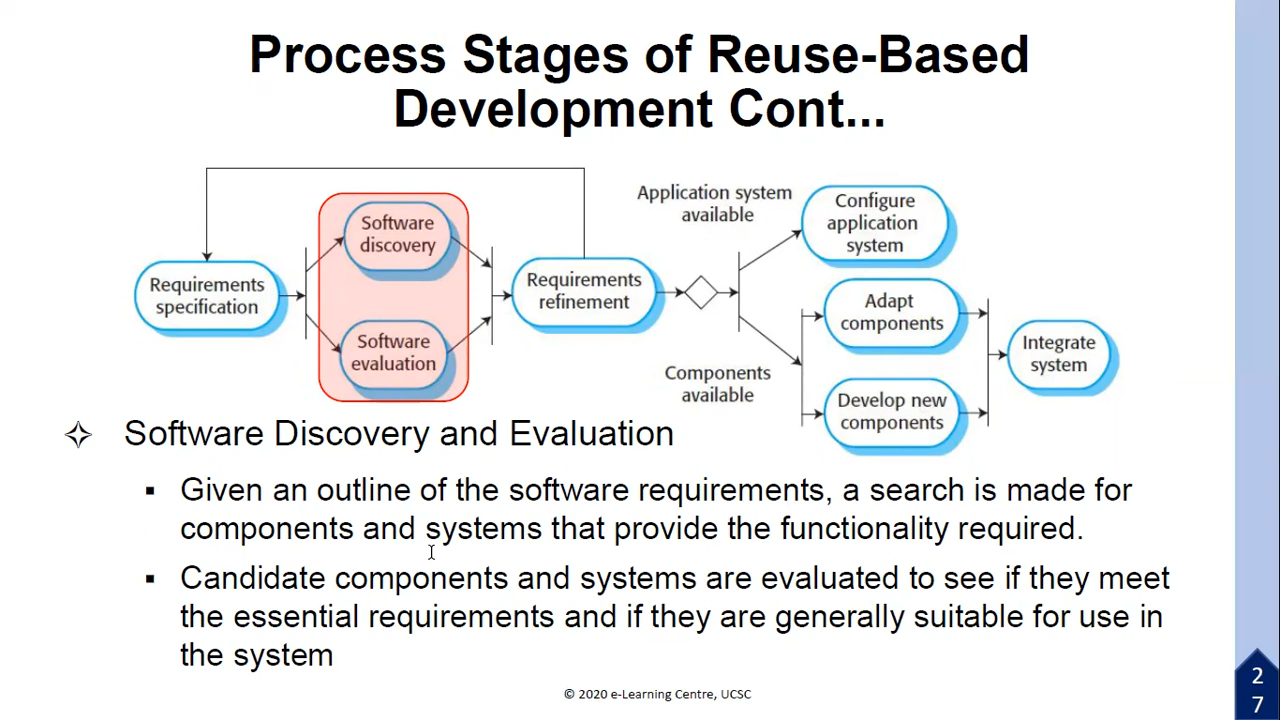 Process Stages of Reuse-Based
Development Cont...
Requirements
specification
Software
discovery
Software
evaluation
Requirements
refinement
Application system
available
Components
available
Configure
application
system
Adapt
components
Develop new
components
Integrate
system
✧ Software Discovery and Evaluation
▪ Given an outline of the software requirements, a search is made for
components and systems that provide the functionality required.
▪ Candidate components and systems are evaluated to see if they meet
the essential requirements and if they are generally suitable for use in
the system
© 2020 e-Learning Centre, UCSC
2
7